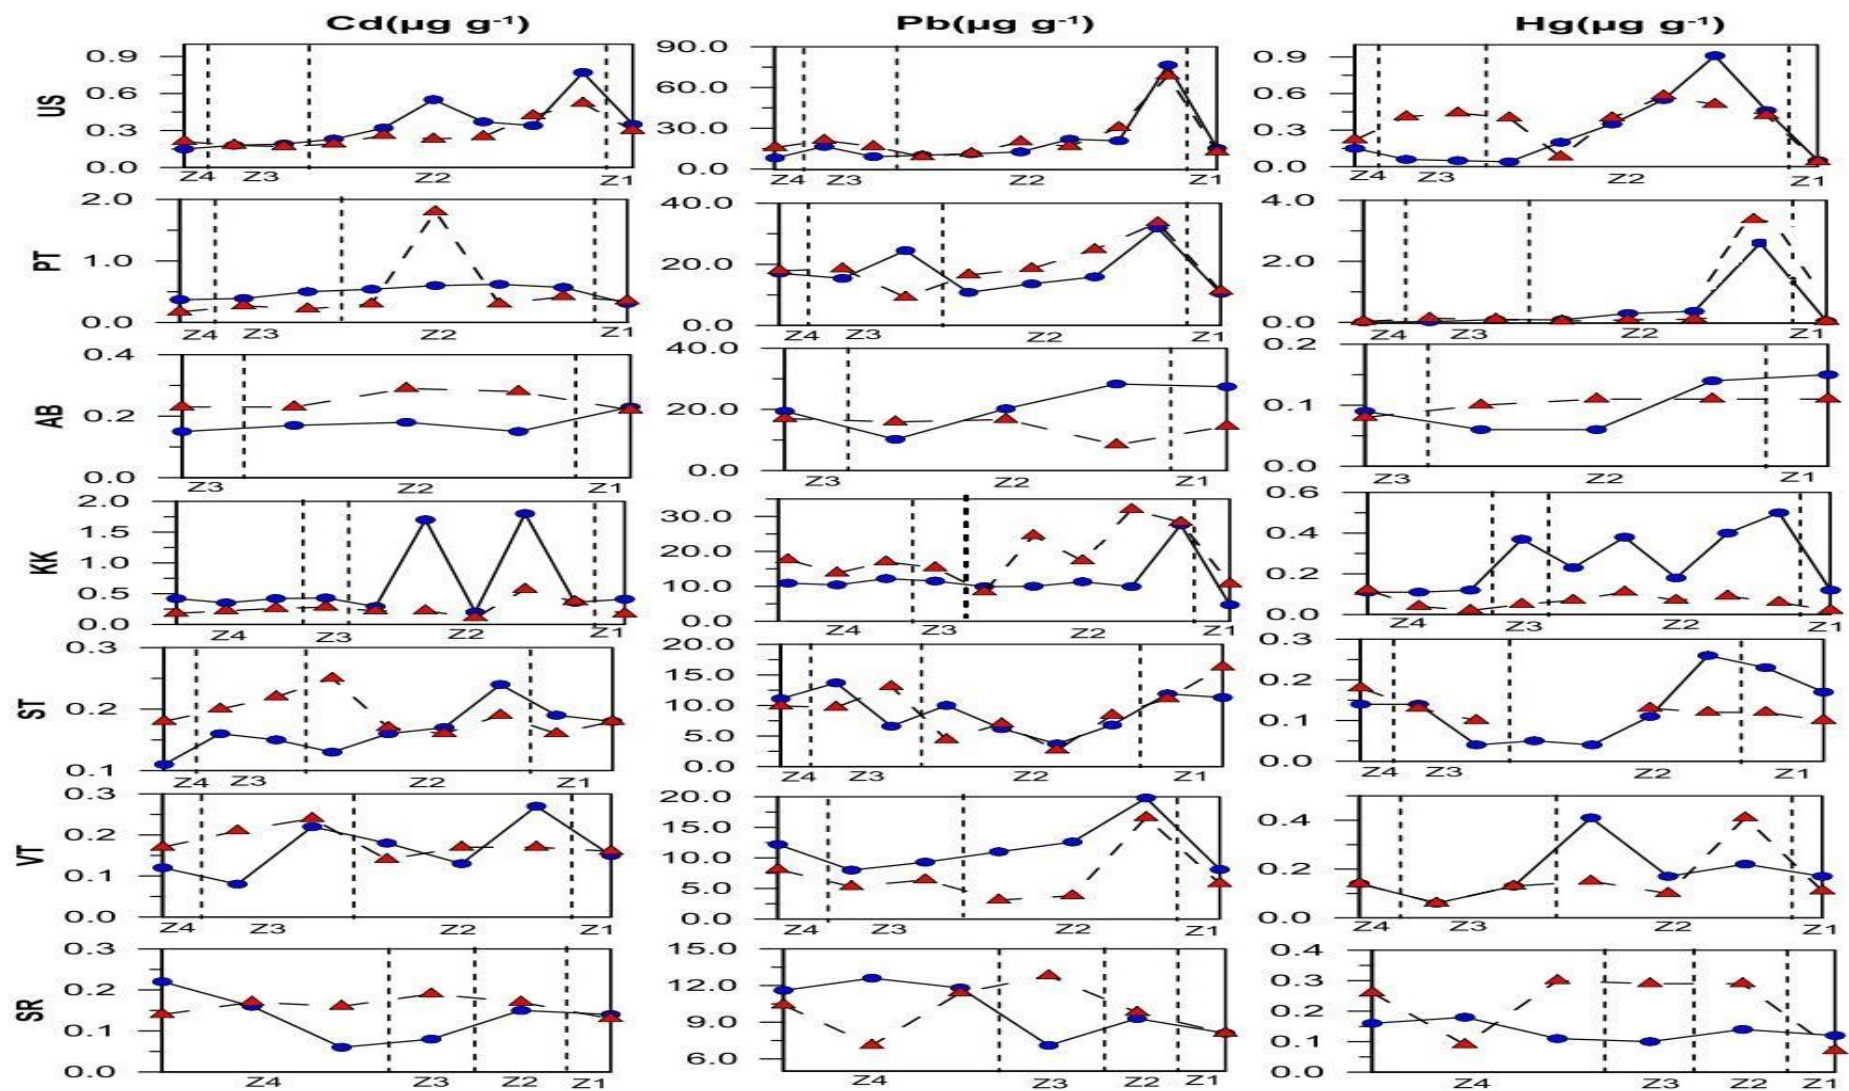 Cd(µg g-1) Pb(µg g-1) Hg(µg g-1)
US
0.9 0.6 0.3 0.0
Z4 Z3 Z2 Z1
90.0 60.0 30.0 0.0
Z4 Z3 Z2 Z1
0.9 0.6 0.3 0.0
Z4 Z3 Z2 Z1
PT
2.0 1.0 0.0
Z4 Z3 Z2 Z1
40.0 20.0 0.0
Z4 Z3 Z2 Z1
4.0 2.0 0.0
Z4 Z3 Z2 Z1
AB
0.4 0.2 0.0
Z3 Z2 Z1
40.0 20.0 0.0
Z3 Z2 Z1
0.2 0.1 0.0
Z3 Z2 Z1
KK
2.0 1.5 1.0 0.5 0.0
Z4 Z3 Z2 Z1
30.0 20.0 10.0 0.0
Z4 Z3 Z2 Z1
0.6 0.4 0.2 0.0
Z4 Z3 Z2 Z1
ST
0.3 0.2 0.1
Z4 Z3 Z2 Z1
20.0 15.0 10.0 5.0 0.0
Z4 Z3 Z2 Z1
0.3 0.2 0.1 0.0
Z4 Z3 Z2 Z1
VT
0.3 0.2 0.1 0.0
Z4 Z3 Z2 Z1
20.0 15.0 10.0 5.0 0.0
Z4 Z3 Z2 Z1
0.4 0.2 0.0
Z4 Z3 Z2 Z1
SR
0.3 0.2 0.1 0.0
Z4 Z3 Z2 Z1
15.0 12.0 9.0 6.0
Z4 Z3 Z2 Z1
0.4 0.3 0.2 0.1 0.0
Z4 Z3 Z2 Z1